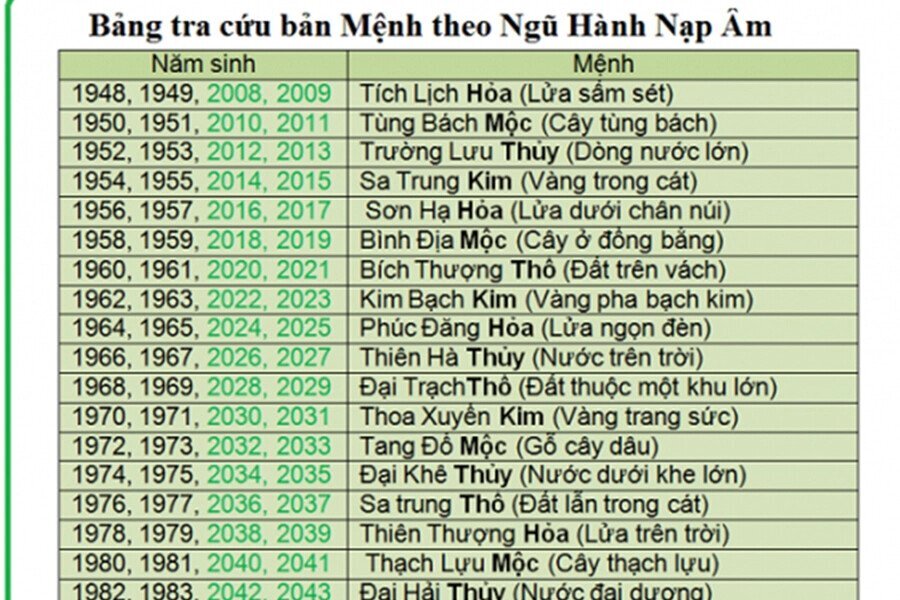 Bảng tra cứu bản Mệnh theo Ngũ Hành Nạp Âm
Năm sinh Mệnh
1948, 1949, 2008, 2009 Tích Lịch Hỏa (Lửa sấm sét)
1950, 1951, 2010, 2011 Tùng Bách Mộc (Cây tùng bách)
1952, 1953, 2012, 2013 Trường Lưu Thủy (Dòng nước lớn)
1954, 1955, 2014, 2015 Sa Trung Kim (Vàng trong cát)
1956, 1957, 2016, 2017 Sơn Hạ Hỏa (Lửa dưới chân núi)
1958, 1959, 2018, 2019 Bình Địa Mộc (Cây ở đồng bằng)
1960, 1961, 2020, 2021 Bích Thượng Thổ (Đất trên vách)
1962, 1963, 2022, 2023 Kim Bạch Kim (Vàng pha bạch kim)
1964, 1965, 2024, 2025 Phúc Đăng Hỏa (Lửa ngọn đèn)
1966, 1967, 2026, 2027 Thiên Hà Thủy (Nước trên trời)
1968, 1969, 2028, 2029 Đại TrạchThổ (Đất thuộc một khu lớn)
1970, 1971, 2030, 2031 Thoa Xuyến Kim (Vàng trang sức)
1972, 1973, 2032, 2033 Tang Đố Mộc (Gỗ cây dâu)
1974, 1975, 2034, 2035 Đại Khê Thủy (Nước dưới khe lớn)
1976, 1977, 2036, 2037 Sa trung Thổ (Đất lẫn trong cát)
1978, 1979, 2038, 2039 Thiên Thượng Hỏa (Lửa trên trời)
1980, 1981, 2040, 2041 Thạch Lựu Mộc (Cây thạch lựu)
1982, 1983, 2042, 2043 Đại Hải Thủy (Nước đại dương)